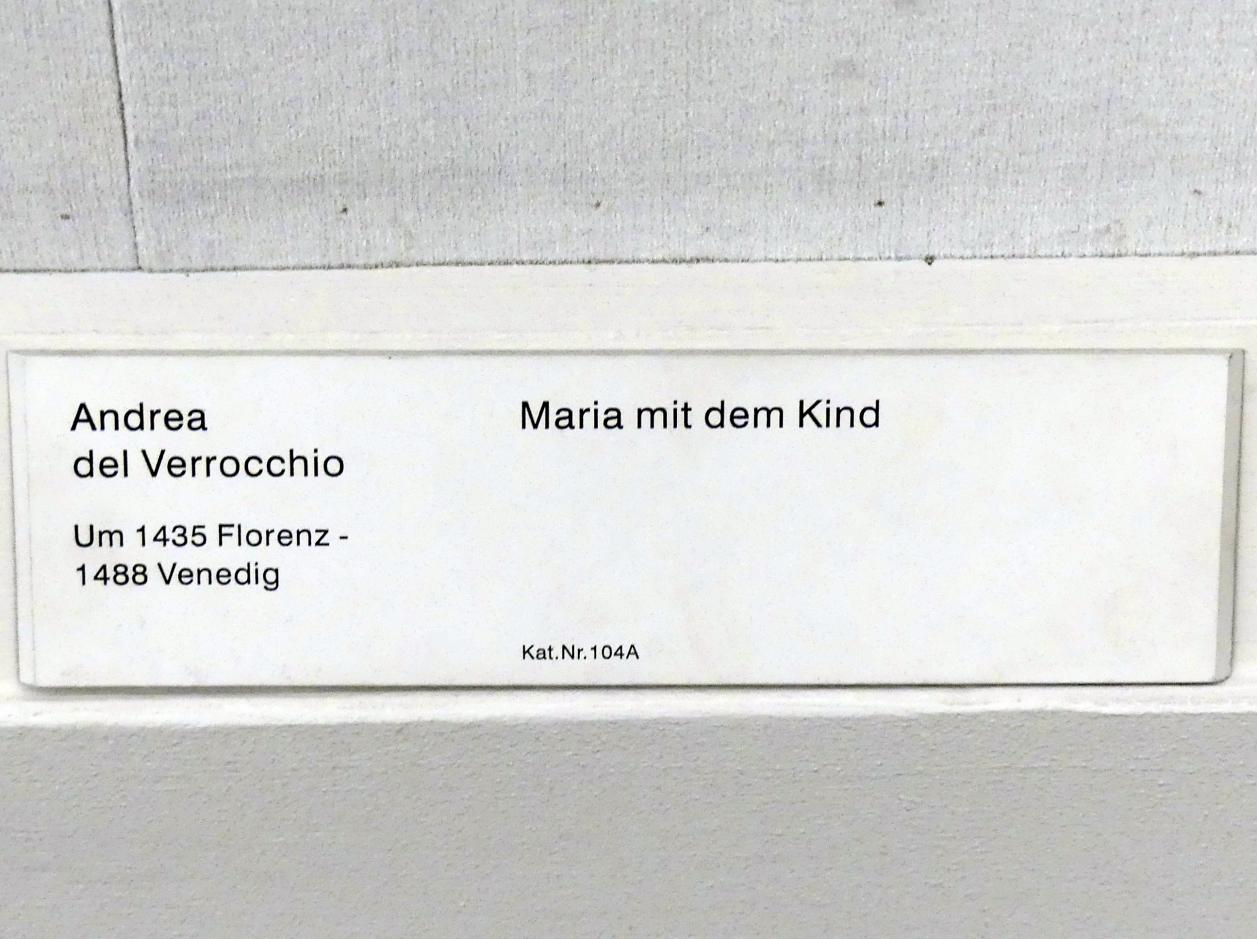 Andrea
del Verrocchio
Um 1435 Florenz -
1488 Venedig
Maria mit dem Kind
Kat.Nr.104A